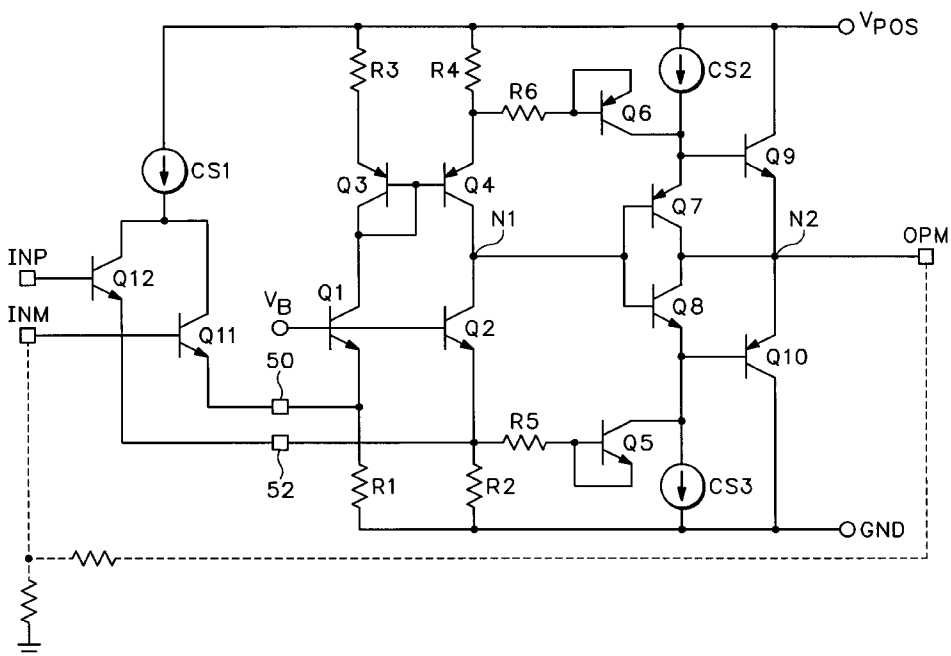 VPOS
R3
R4
CS2
R6
Q6
Q9
CS1
Q3
Q4
Q7
N1
N2
OPM
INP
Q12
VB
Q1
Q8
INM
Q11
Q2
Q10
50
R5
Q5
52
R1
R2
CS3
GND